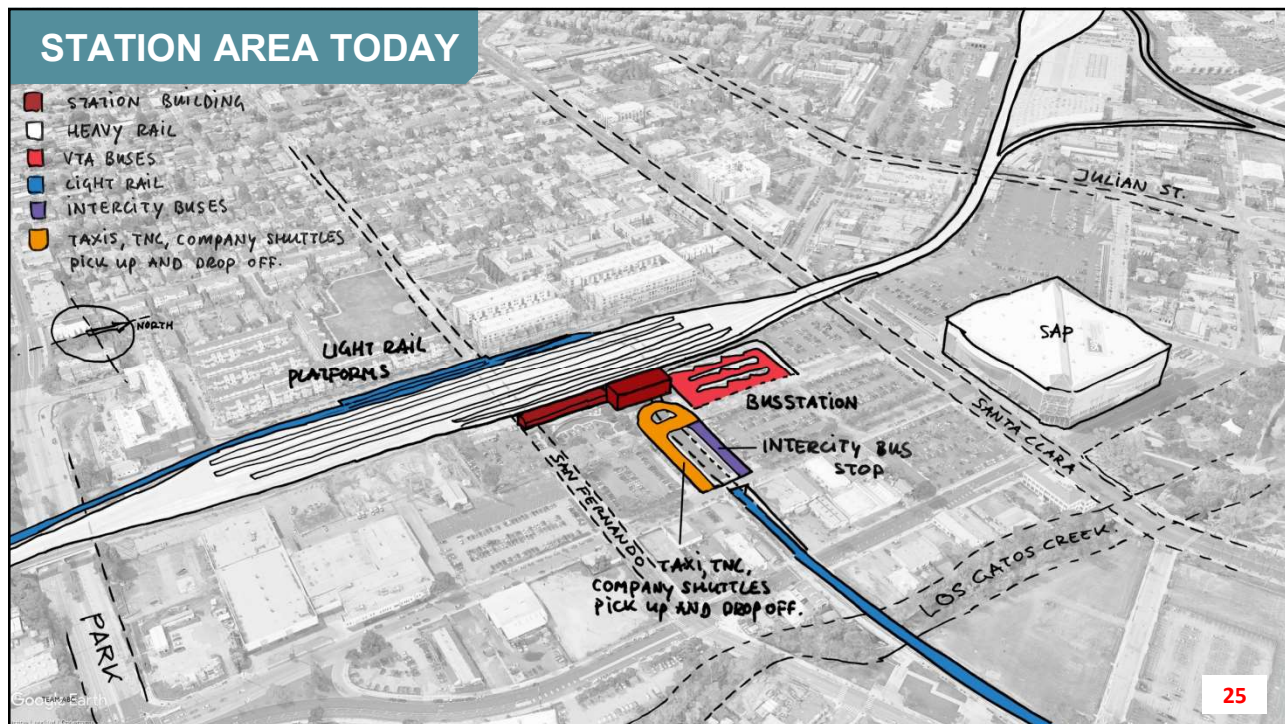 STATION AREA TODAY
STATION BUILDING
HEAVY RAIL
VTA BUSES
LIGHT RAIL
INTERCITY BUSES
TAXIS, TNC, COMPANY SHUTTLES
PICK UP AND DROP OFF.
NORTH
JULIAN ST.
SAP
LIGHT RAIL
PLATFORMS
BUSSTATION
SANTA CLARA
INTERCITY BUS
STOP
SAN FERNANDO
TAXI, TNC,
COMPANY SHUTTLES
PICK UP AND DROP OFF.
LOS GATOS CREEK.
PARK
Google Earth
TEAM ABC
25